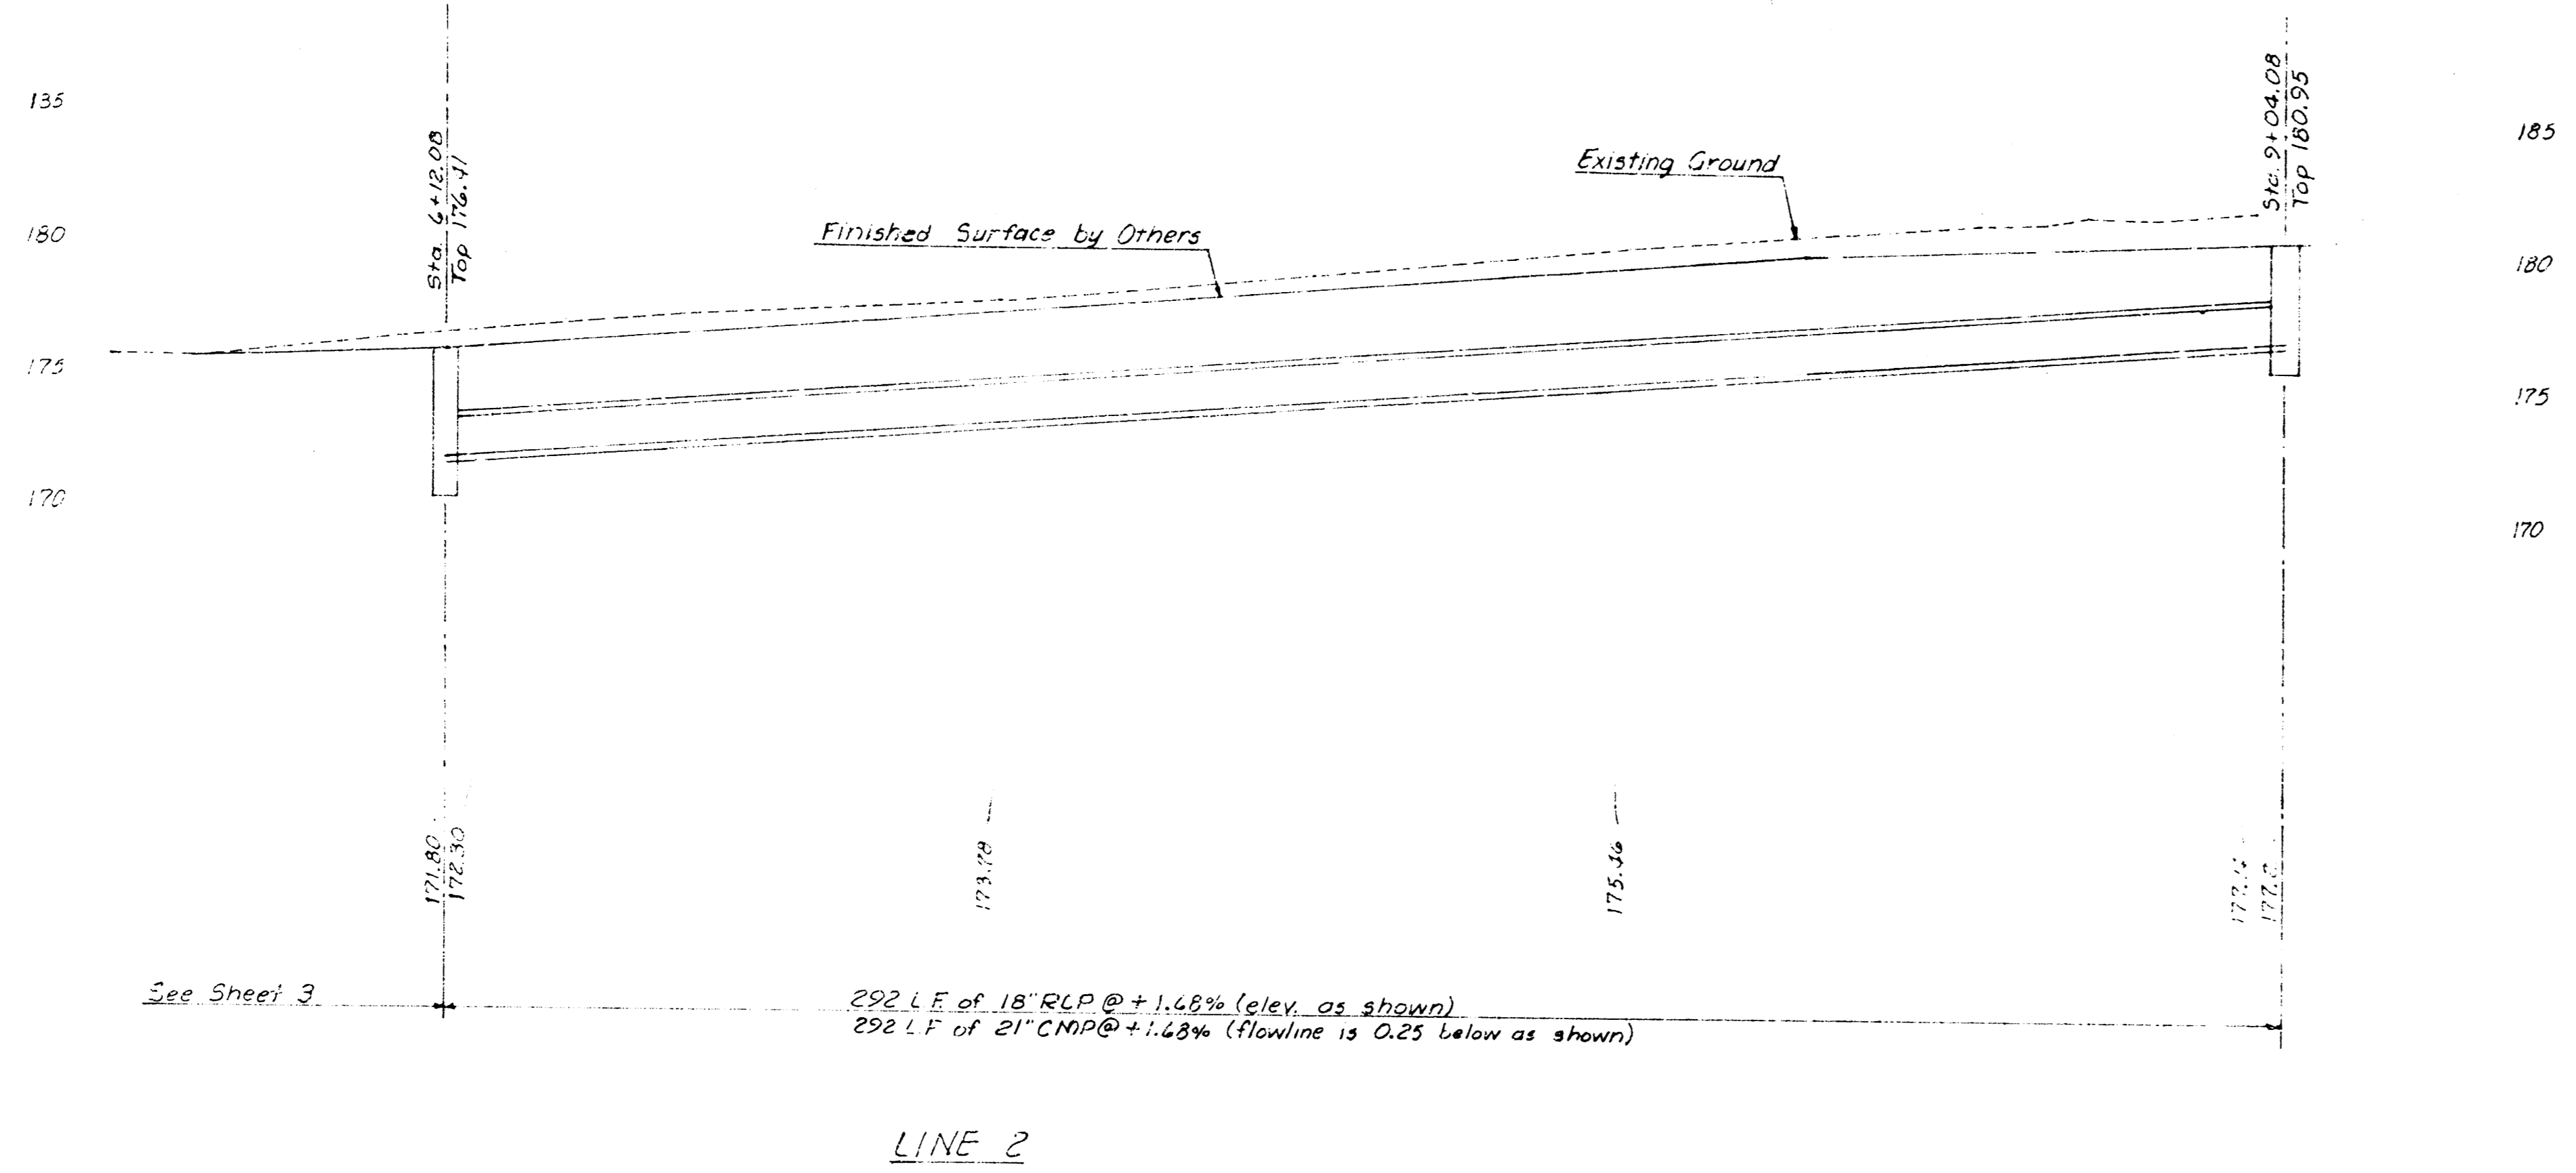 135
185
Sta. 6+12.08
Top 176.41
Sta. 9+04.08
Top 180.95
Existing Ground
Finished Surface by Others
180
180
175
175
170
170
171.80
172.30
173.78
175.46
See Sheet 3
292 L.F. of 18" RCP @ + 1.68% (elev. as shown)
292 L.F. of 21" CMP @ +1.68% (flowline is 0.25 below as shown)
LINE 2